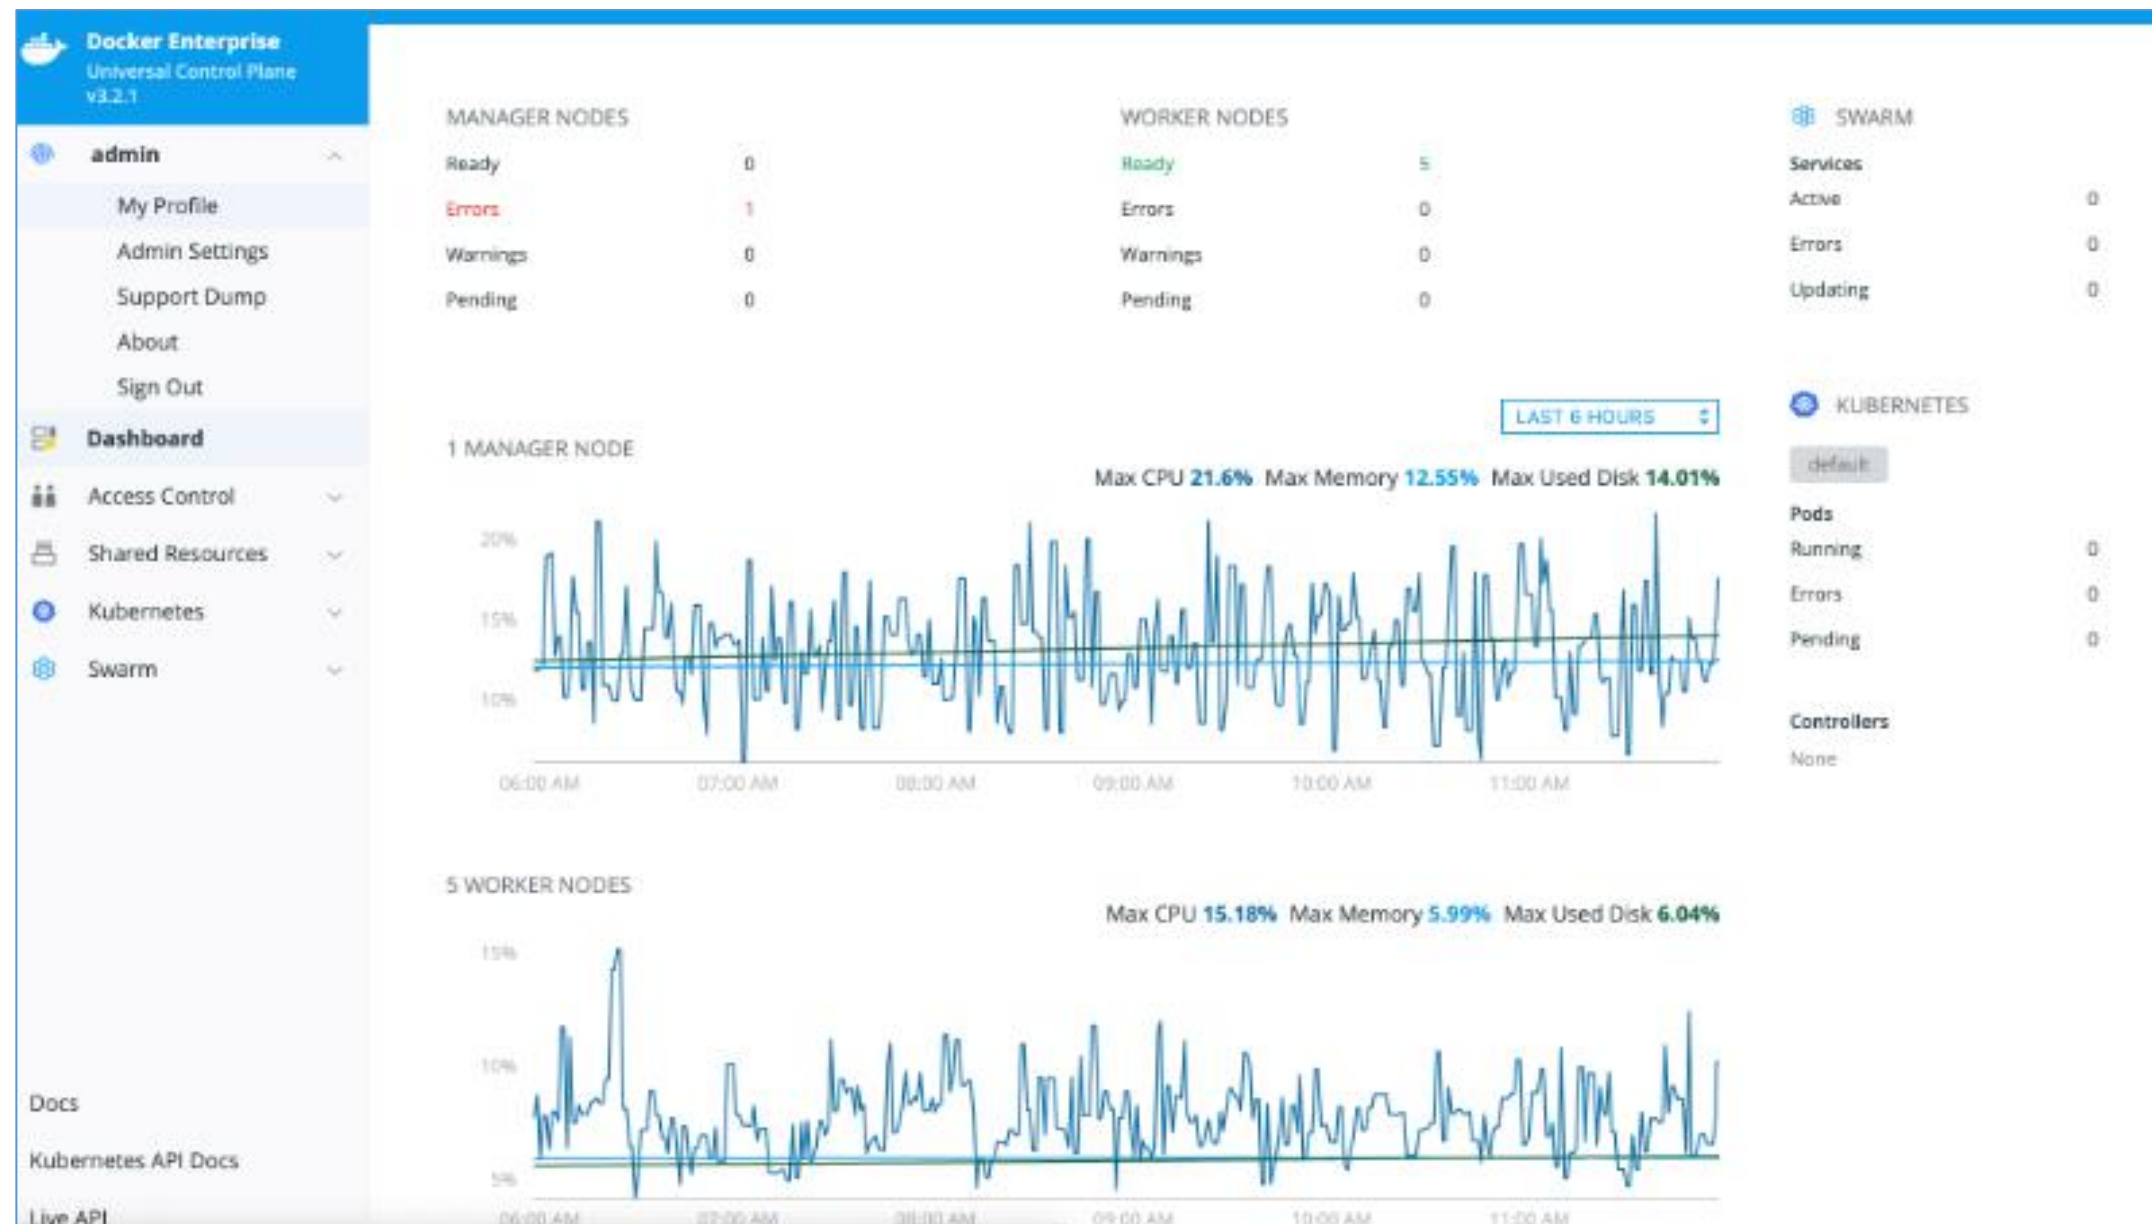 Docker Enterprise
Universal Control Plane
v3.2.1
admin
My Profile
Admin Settings
Support Dump
About
Sign Out
Dashboard
Access Control
Shared Resources
Kubernetes
Swarm
Docs
Kubernetes API Docs
Live API
MANAGER NODES
Ready 0
Errors 1
Warnings 0
Pending 0
WORKER NODES
Ready 5
Errors 0
Warnings 0
Pending 0
LAST 6 HOURS
1 MANAGER NODE
Max CPU 21.6% Max Memory 12.55% Max Used Disk 14.01%
20%
15%
10%
06:00 AM 07:00 AM 08:00 AM 09:00 AM 10:00 AM 11:00 AM
5 WORKER NODES
Max CPU 15.18% Max Memory 5.99% Max Used Disk 6.04%
15%
10%
5%
06:00 AM 07:00 AM 08:00 AM 09:00 AM 10:00 AM 11:00 AM
SWARM
Services
Active 0
Errors 0
Updating 0
KUBERNETES
default
Pods
Running 0
Errors 0
Pending 0
Controllers
None